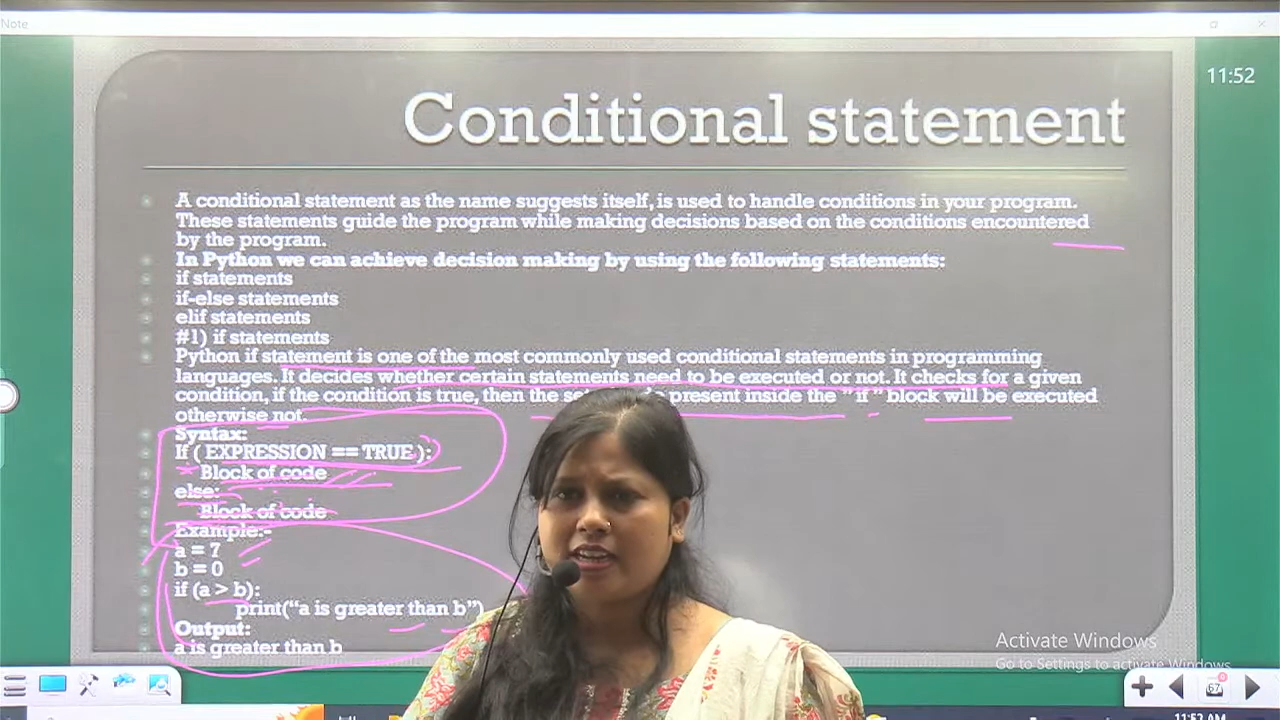 Note
11:52
Conditional statement
A conditional statement as the name suggests itself, is used to handle conditions in your program.
These statements guide the program while making decisions based on the conditions encountered
by the program.
In Python we can achieve decision making by using the following statements:
if statements
if-else statements
elif statements
#1) if statements
Python if statement is one of the most commonly used conditional statements in programming
languages. It decides whether certain statements need to be executed or not. It checks for a given
condition, if the condition is true, then the present inside the " if " block will be executed
otherwise not.
Syntax:
If ( EXPRESSION == TRUE ):
Block of code
else:
Block of code
Example:-
a = 7
b = 0
if (a > b):
print("a is greater than b")
Output:
a is greater than b
Activate Windows
Go to Settings to activate Windows.
67
11:52 AM